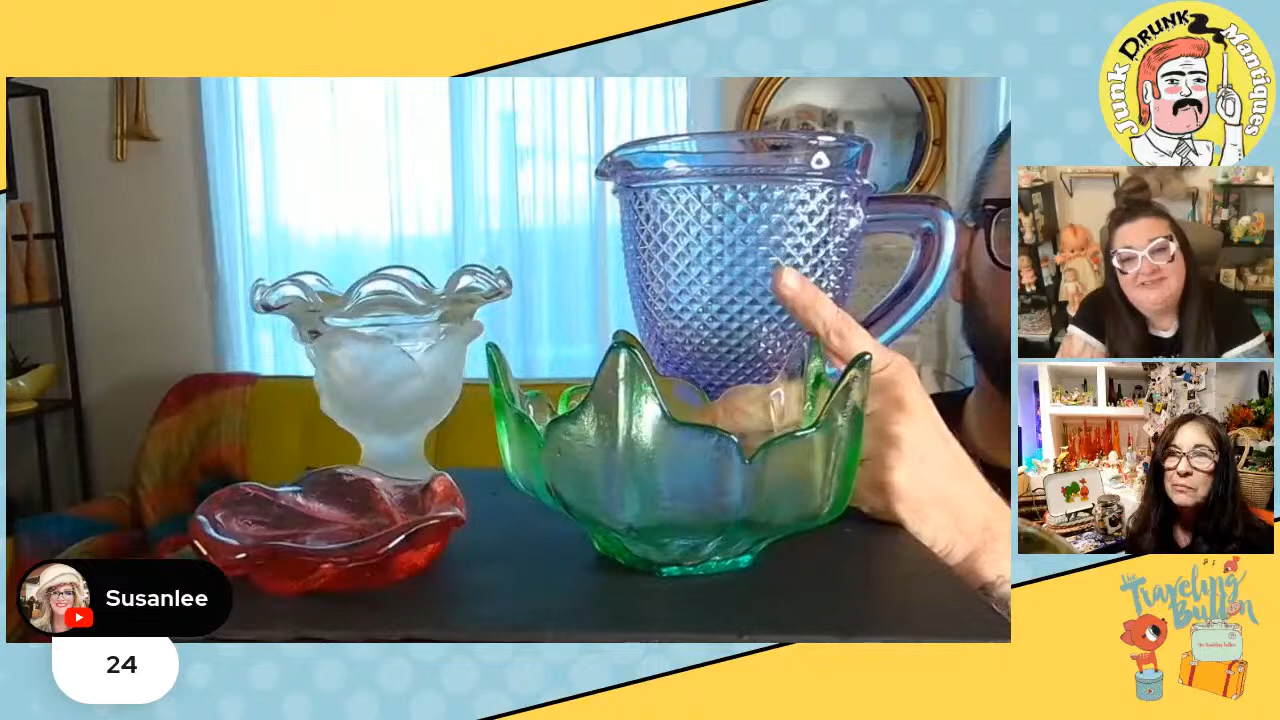 Junk Drunk Mantiques
Susanlee
24
the
Traveling
Button